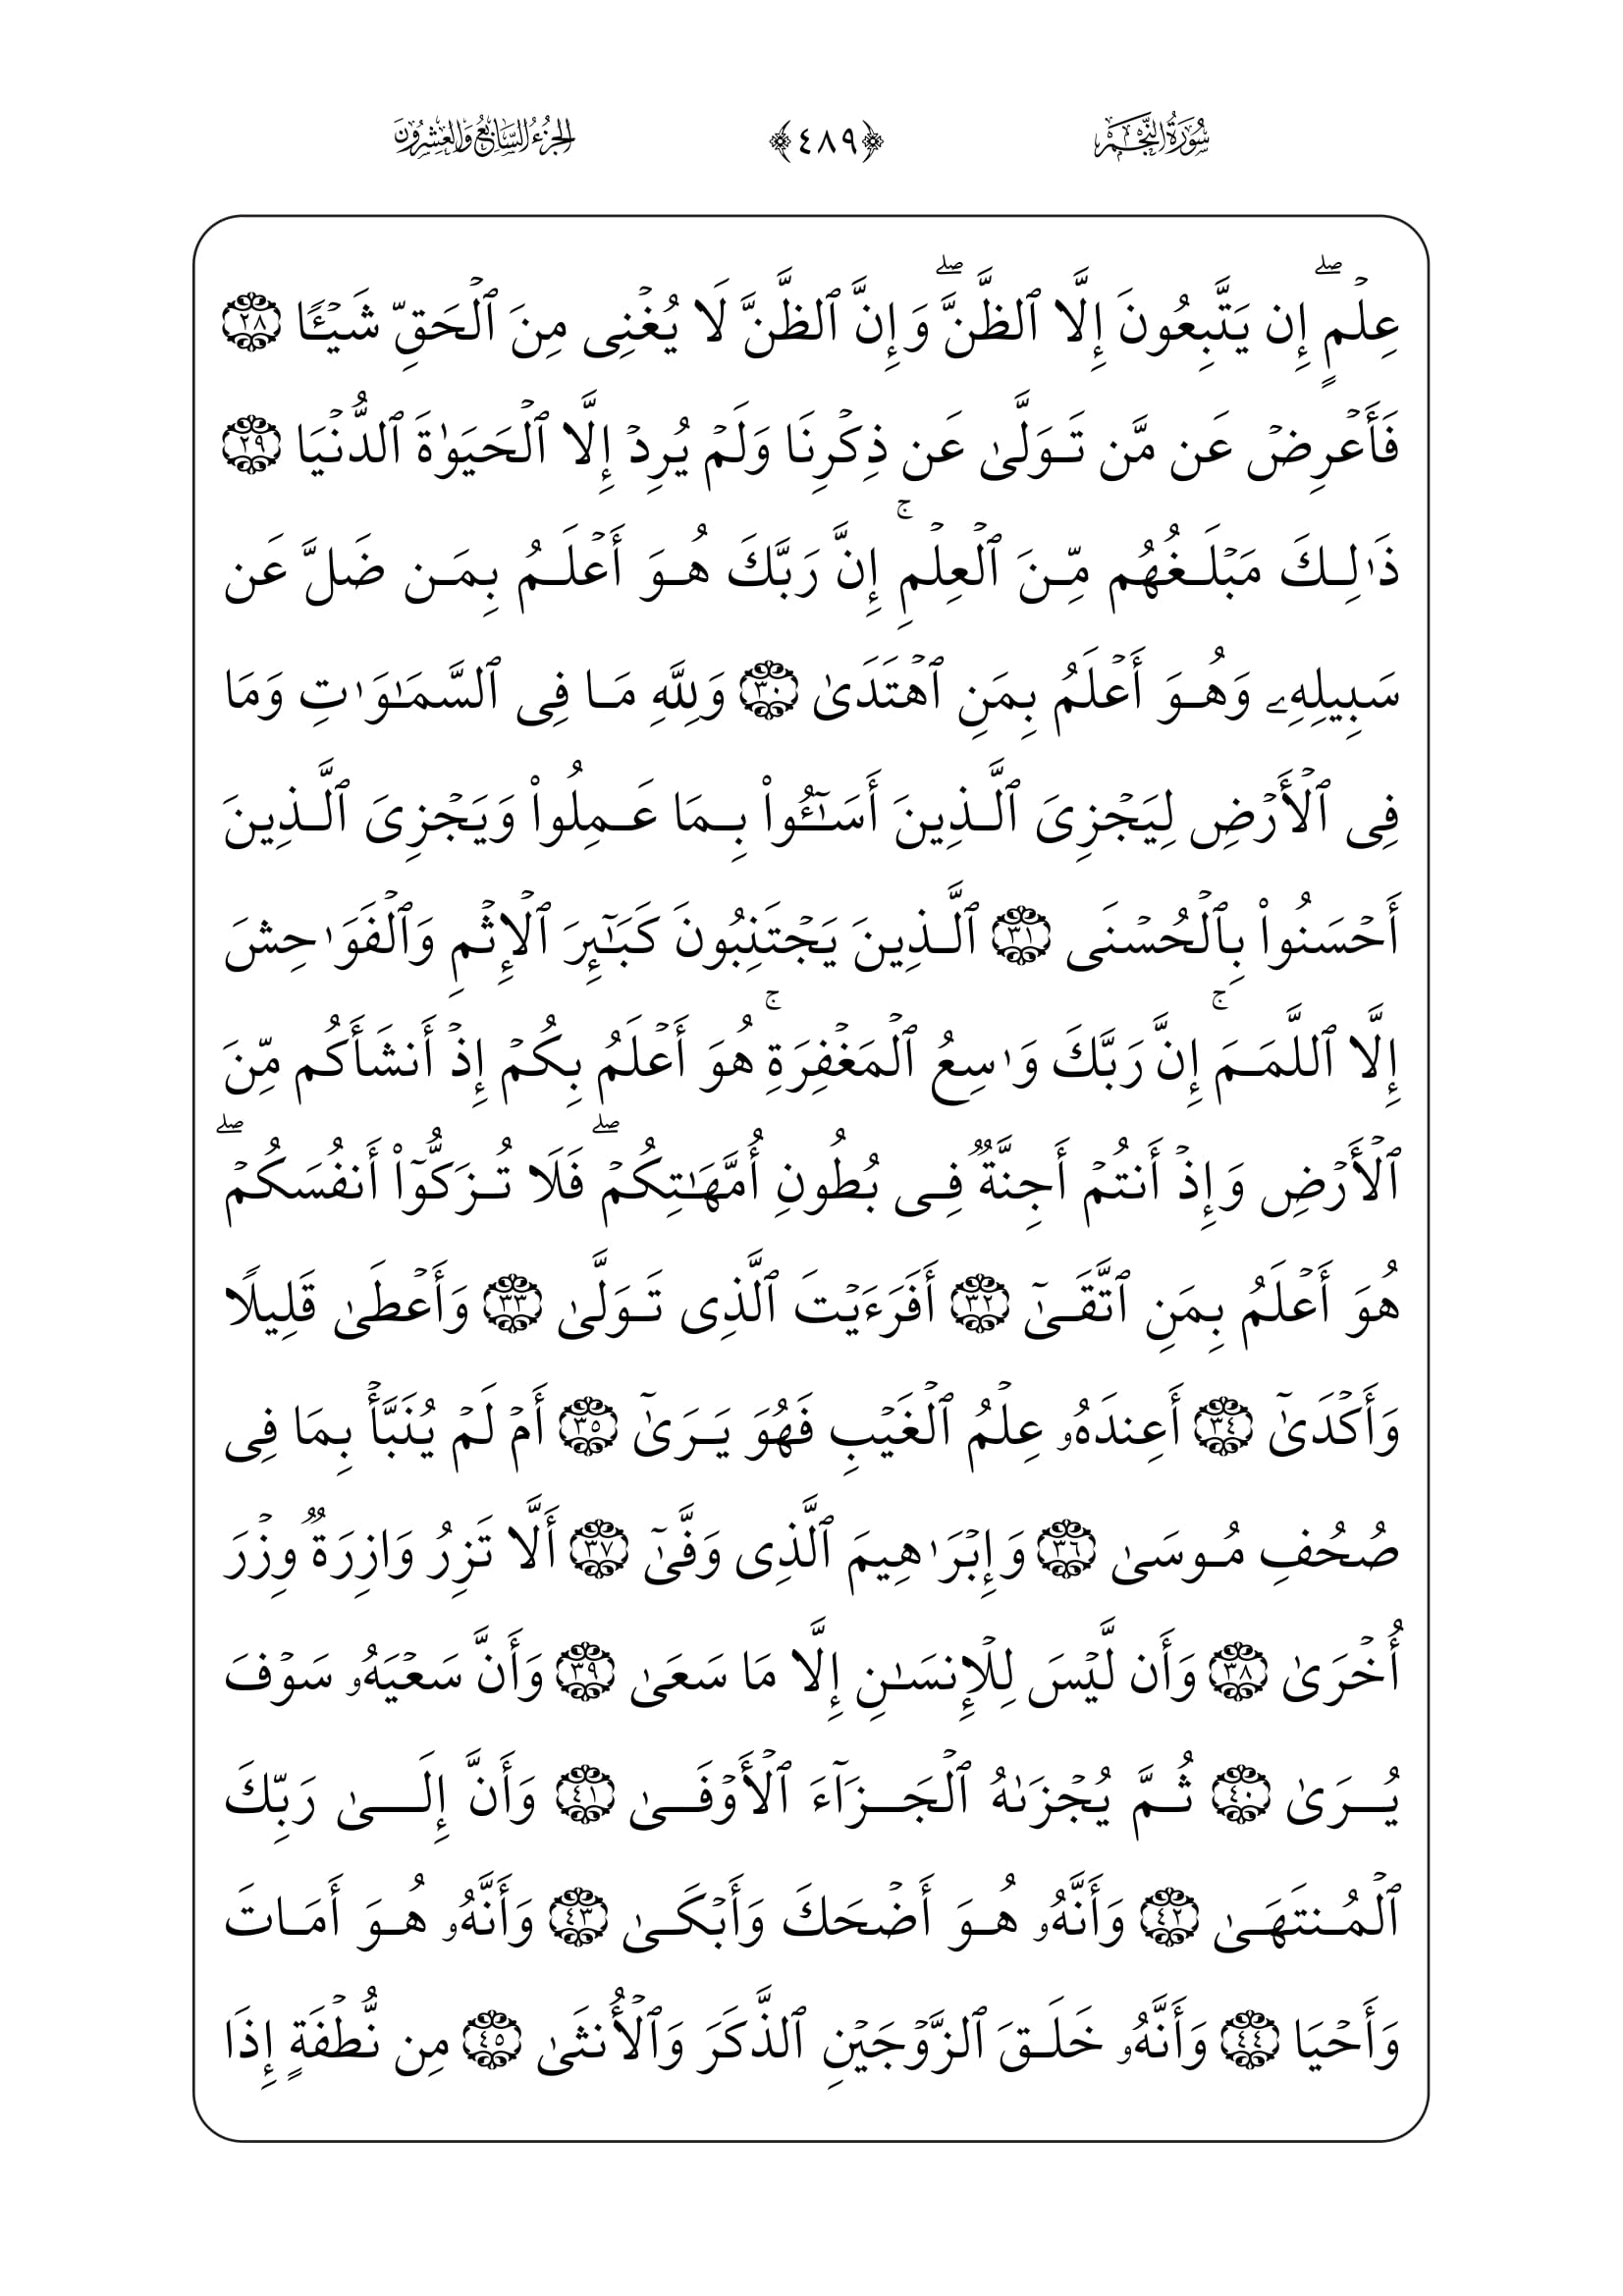 سُورَةُ النَّجْمِ ٤٨٩ الجُزْءُ السَّابِعُ وَالعِشْرُونَ
عِلۡمٍۖ إِن يَتَّبِعُونَ إِلَّا ٱلظَّنَّۖ وَإِنَّ ٱلظَّنَّ لَا يُغۡنِى مِنَ ٱلۡحَقِّ شَيۡـًٔا ٢٨
فَأَعۡرِضۡ عَن مَّن تَوَلَّىٰ عَن ذِكۡرِنَا وَلَمۡ يُرِدۡ إِلَّا ٱلۡحَيَوٰةَ ٱلدُّنۡيَا ٢٩
ذَٰلِكَ مَبۡلَغُهُم مِّنَ ٱلۡعِلۡمِۚ إِنَّ رَبَّكَ هُوَ أَعۡلَمُ بِمَن ضَلَّ عَن
سَبِيلِهِۦ وَهُوَ أَعۡلَمُ بِمَنِ ٱهۡتَدَىٰ ٣٠ وَلِلَّهِ مَا فِى ٱلسَّمَٰوَٰتِ وَمَا
فِى ٱلۡأَرۡضِ لِيَجۡزِىَ ٱلَّذِينَ أَسَٰٓـُٔواْ بِمَا عَمِلُواْ وَيَجۡزِىَ ٱلَّذِينَ
أَحۡسَنُواْ بِٱلۡحُسۡنَى ٣١ ٱلَّذِينَ يَجۡتَنِبُونَ كَبَٰٓئِرَ ٱلۡإِثۡمِ وَٱلۡفَوَٰحِشَ
إِلَّا ٱللَّمَمَۚ إِنَّ رَبَّكَ وَٰسِعُ ٱلۡمَغۡفِرَةِۚ هُوَ أَعۡلَمُ بِكُمۡ إِذۡ أَنشَأَكُم مِّنَ
ٱلۡأَرۡضِ وَإِذۡ أَنتُمۡ أَجِنَّةٌ فِى بُطُونِ أُمَّهَٰتِكُمۡۖ فَلَا تُزَكُّوٓاْ أَنفُسَكُمۡۖ
هُوَ أَعۡلَمُ بِمَنِ ٱتَّقَىٰٓ ٣٢ أَفَرَءَيۡتَ ٱلَّذِى تَوَلَّىٰ ٣٣ وَأَعۡطَىٰ قَلِيلًا
وَأَكۡدَىٰٓ ٣٤ أَعِندَهُۥ عِلۡمُ ٱلۡغَيۡبِ فَهُوَ يَرَىٰٓ ٣٥ أَمۡ لَمۡ يُنَبَّأۡ بِمَا فِى
صُحُفِ مُوسَىٰ ٣٦ وَإِبۡرَٰهِيمَ ٱلَّذِى وَفَّىٰٓ ٣٧ أَلَّا تَزِرُ وَازِرَةٌ وِزۡرَ
أُخۡرَىٰ ٣٨ وَأَن لَّيۡسَ لِلۡإِنسَٰنِ إِلَّا مَا سَعَىٰ ٣٩ وَأَنَّ سَعۡيَهُۥ سَوۡفَ
يُرَىٰ ٤٠ ثُمَّ يُجۡزَىٰهُ ٱلۡجَزَآءَ ٱلۡأَوۡفَىٰ ٤١ وَأَنَّ إِلَىٰ رَبِّكَ
ٱلۡمُنتَهَىٰ ٤٢ وَأَنَّهُۥ هُوَ أَضۡحَكَ وَأَبۡكَىٰ ٤٣ وَأَنَّهُۥ هُوَ أَمَاتَ
وَأَحۡيَا ٤٤ وَأَنَّهُۥ خَلَقَ ٱلزَّوۡجَيۡنِ ٱلذَّكَرَ وَٱلۡأُنثَىٰ ٤٥ مِن نُّطۡفَةٍ إِذَا